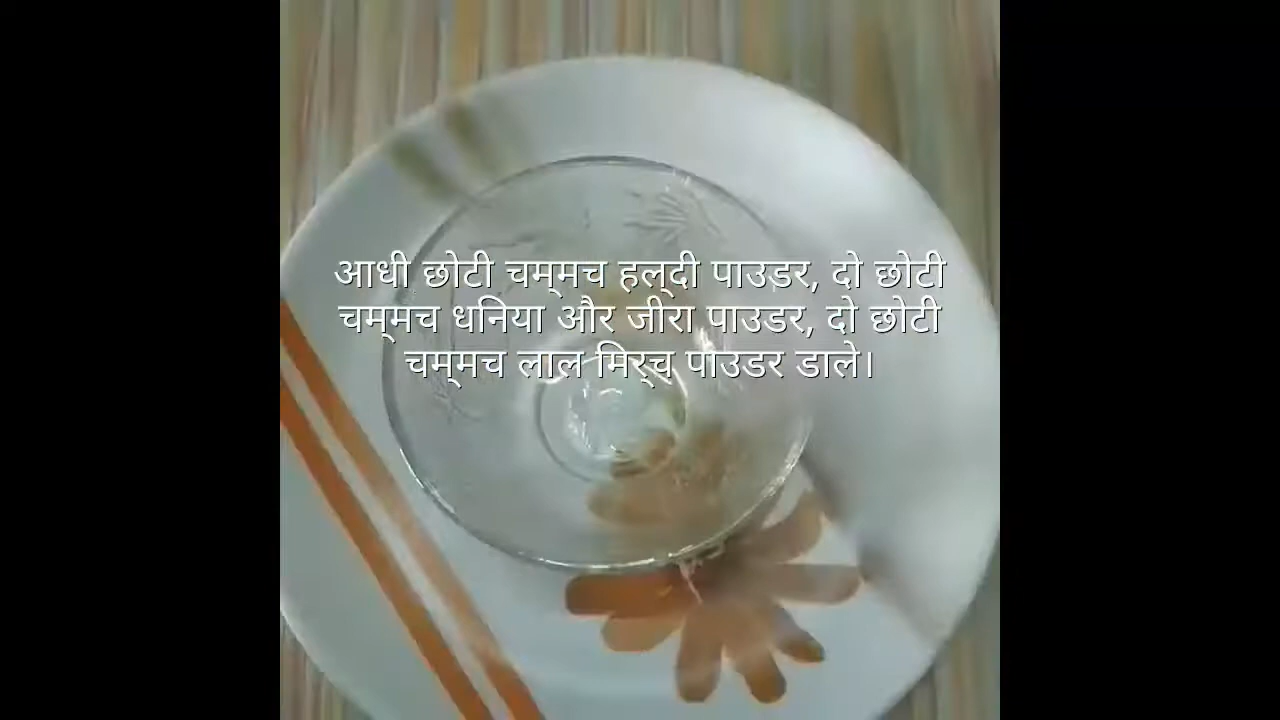 आधी छोटी चम्मच हल्दी पाउडर, दो छोटी
चम्मच धनिया और जीरा पाउडर, दो छोटी
चम्मच लाल मिर्च पाउडर डाले।